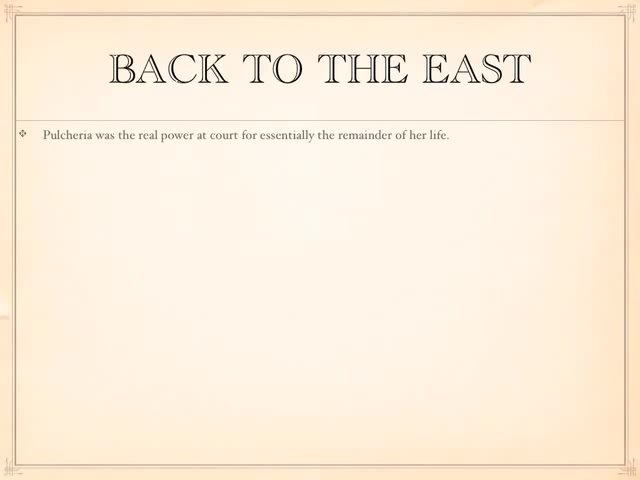 BACK TO THE EAST
Pulcheria was the real power at court for essentially the remainder of her life.